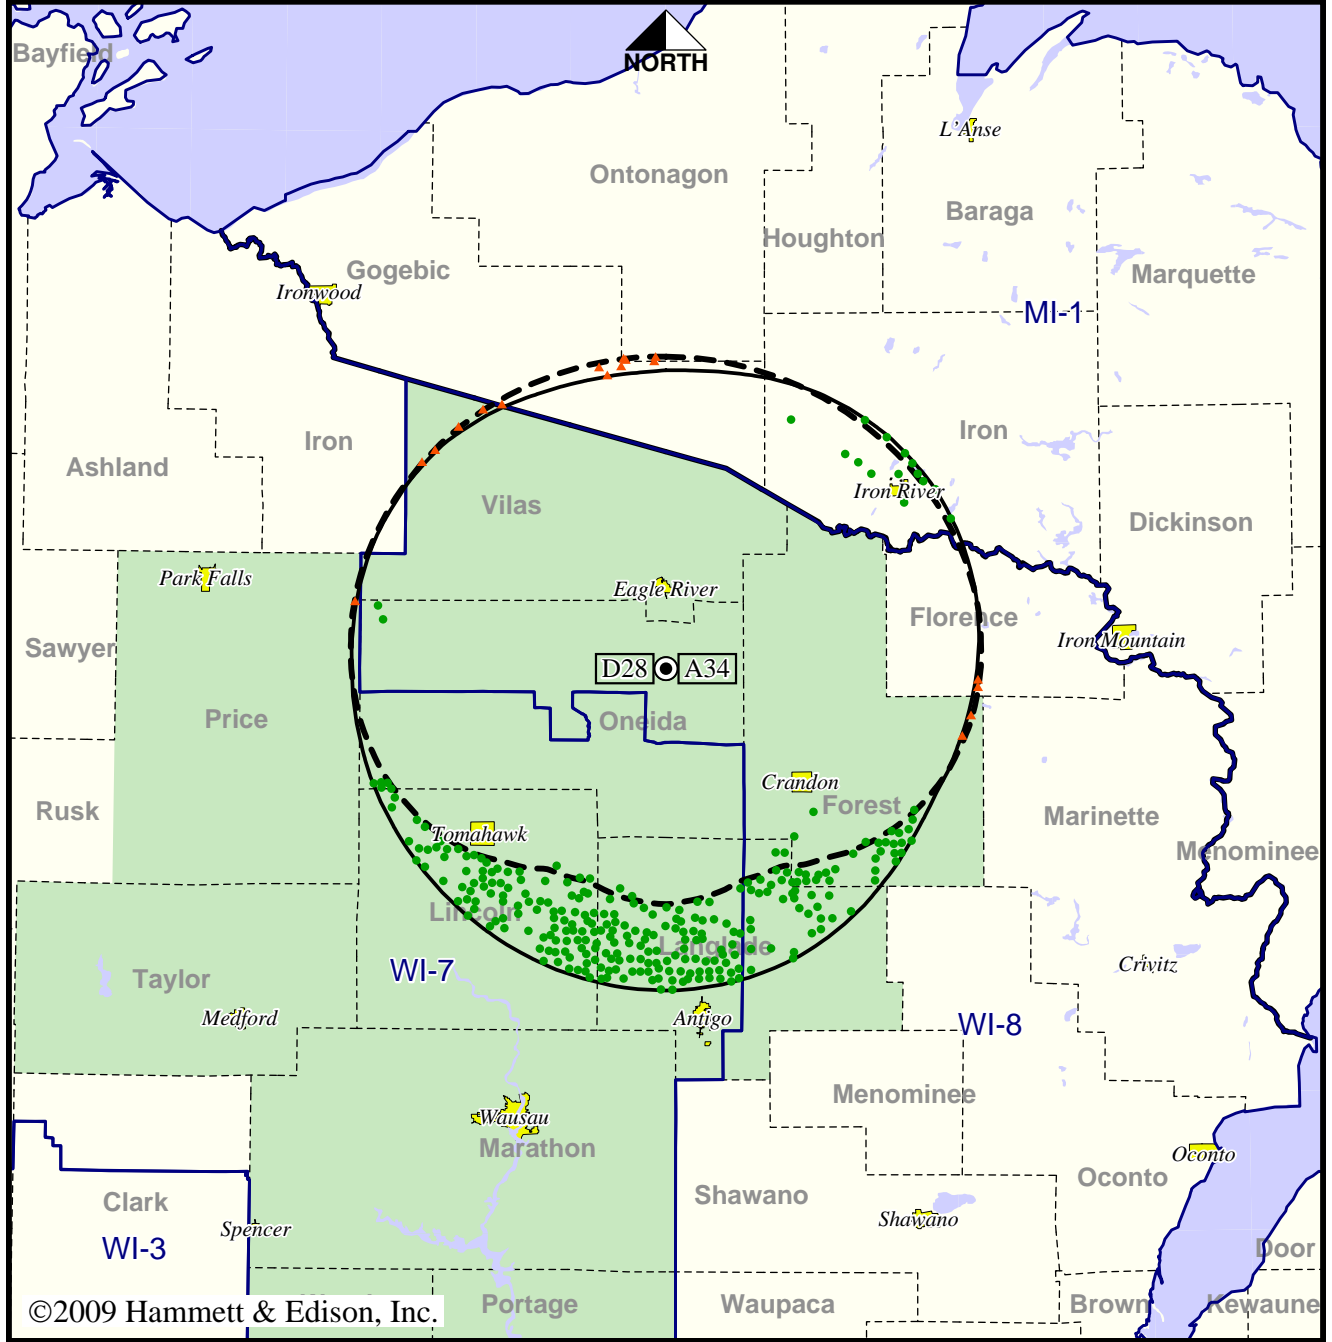 Bayfield
NORTH
L'Anse
Ontonagon
Baraga
Houghton
Gogebic
Marquette
Ironwood
MI-1
Iron
Iron
Ashland
Iron River
Vilas
Dickinson
Park Falls
Eagle River
Florence
Iron Mountain
Sawyer
D28
A34
Price
Oneida
Crandon
Forest
Rusk
Marinette
Tomahawk
Menominee
Lincoln
Langlade
WI-7
Crivitz
Taylor
Medford
Antigo
WI-8
Menominee
Wausau
Marathon
Oconto
Oconto
Clark
Shawano
Shawano
Spencer
WI-3
Door
©2009 Hammett & Edison, Inc.
Portage
Waupaca
Brown
Kewaune